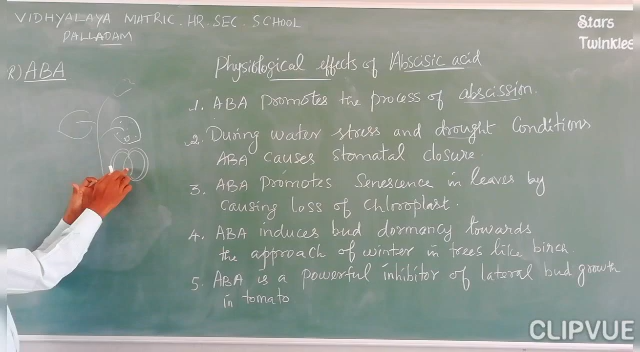 VIDHYALAYA MATRIC.HR.SEC.SCHOOL
PALLADAM
Stars
Twinkles
R) ABA
Physiological effects of Abscisic acid
1. ABA Promotes the process of abscission.
2. During water stress and drought Conditions
ABA causes stomatal closure.
3. ABA Promotes Senescence in leaves by
causing loss of chloroplast.
4. ABA induces bud dormancy towards
the approach of winter in trees like birch
5. ABA is a powerful inhibitor of lateral bud growth
in tomato
CLIPVUE